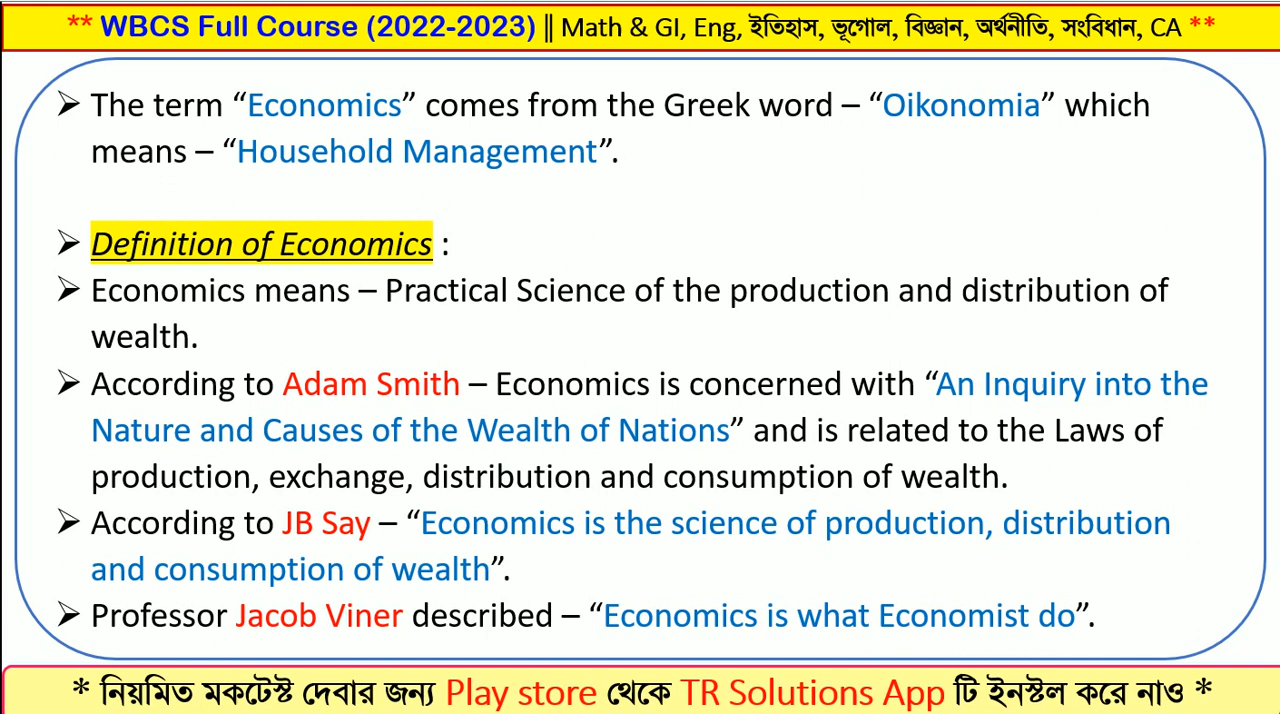 ** WBCS Full Course (2022-2023) || Math & GI, Eng, ইতিহাস, ভূগোল, বিজ্ঞান, অর্থনীতি, সংবিধান, CA **
➢ The term “Economics” comes from the Greek word – “Oikonomia” which
means – “Household Management”.
➢ Definition of Economics :
➢ Economics means – Practical Science of the production and distribution of
wealth.
➢ According to Adam Smith – Economics is concerned with “An Inquiry into the
Nature and Causes of the Wealth of Nations” and is related to the Laws of
production, exchange, distribution and consumption of wealth.
➢ According to JB Say – “Economics is the science of production, distribution
and consumption of wealth”.
➢ Professor Jacob Viner described – “Economics is what Economist do”.
* নিয়মিত মকটেস্ট দেবার জন্য Play store থেকে TR Solutions App টি ইনস্টল করে নাও *